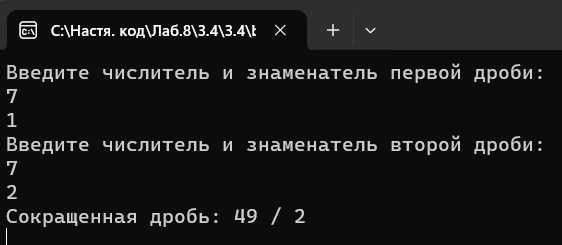 C:\Настя. код\Лаб.8\3.4\3.4\b
Введите числитель и знаменатель первой дроби:
7
1
Введите числитель и знаменатель второй дроби:
7
2
Сокращенная дробь: 49 / 2